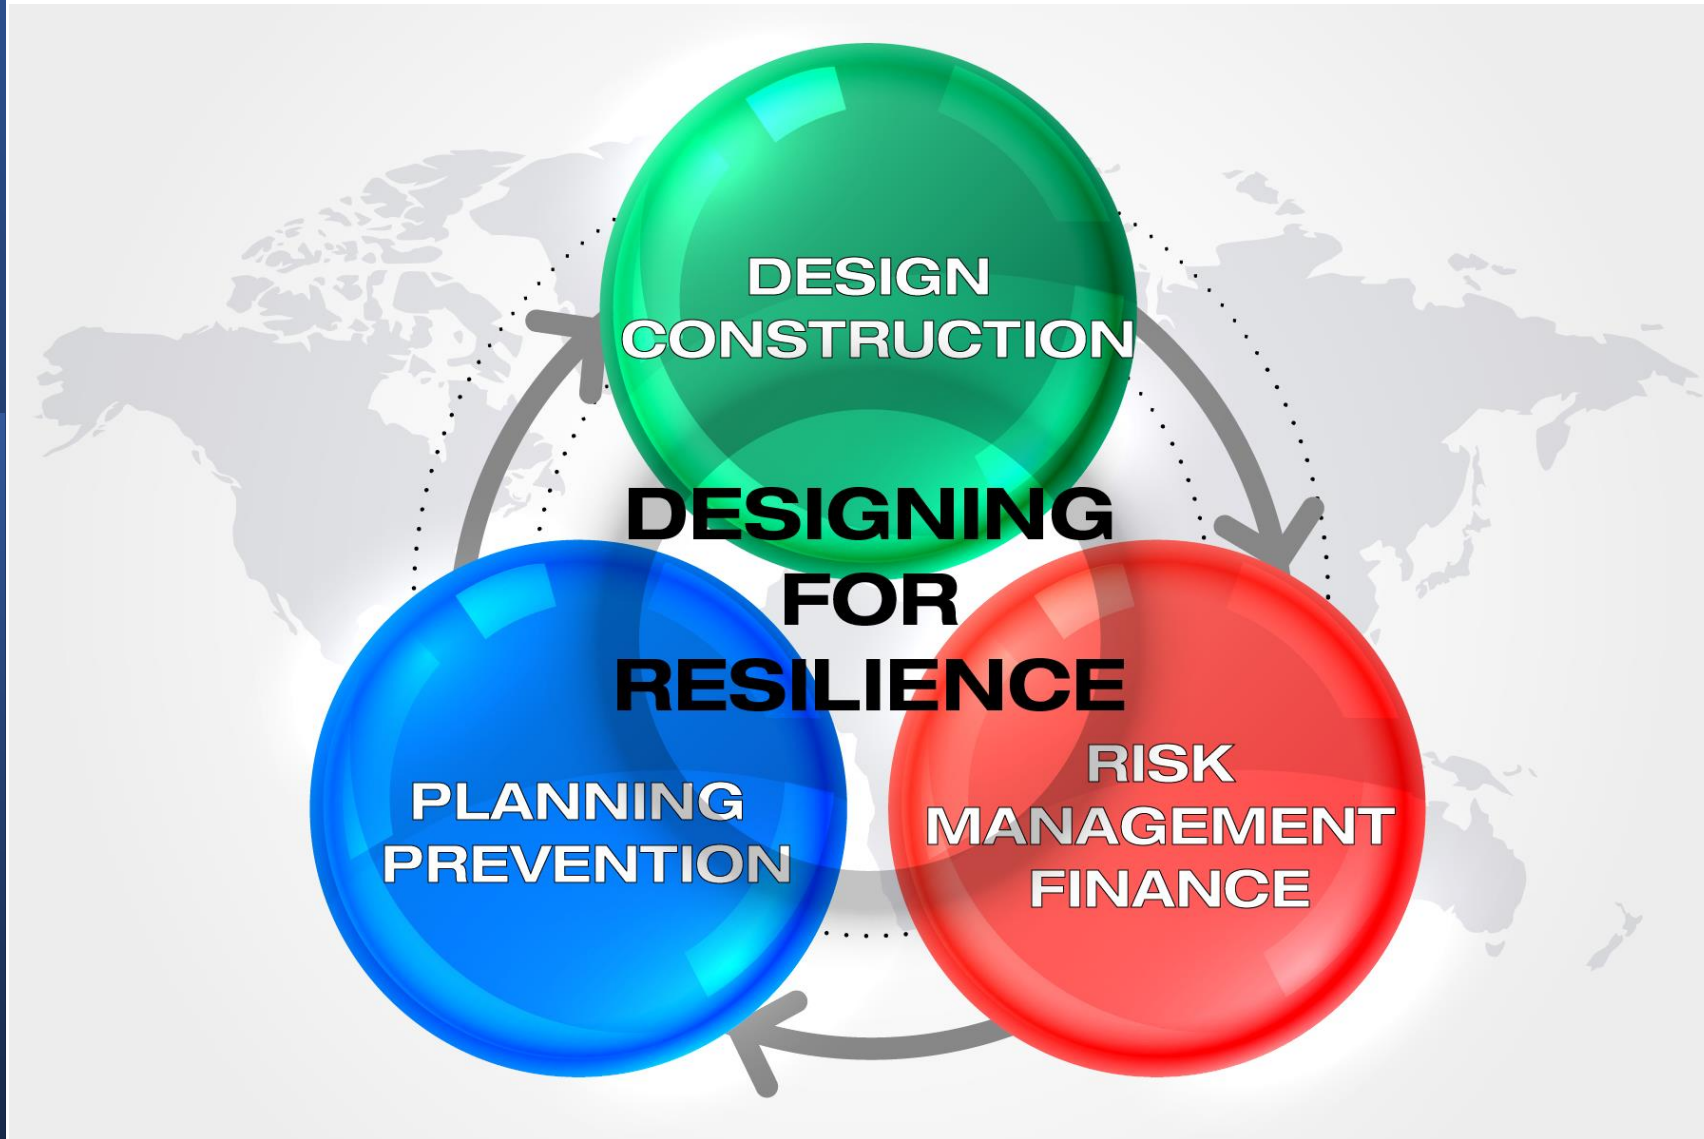 DESIGN
CONSTRUCTION
DESIGNING
FOR
RESILIENCE
PLANNING
PREVENTION
RISK
MANAGEMENT
FINANCE